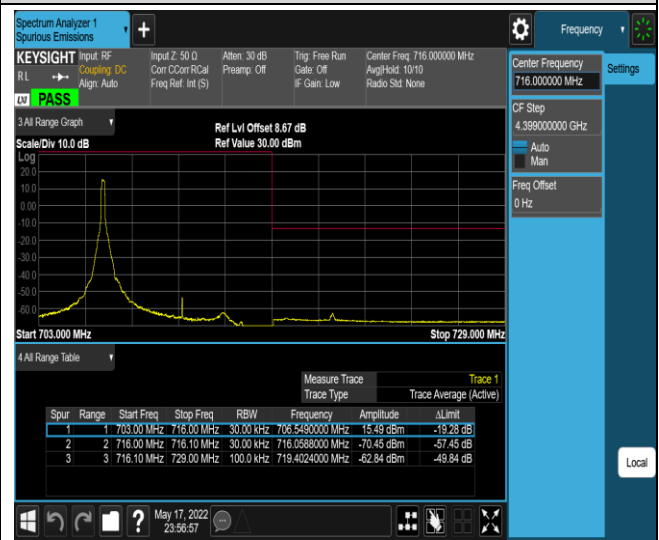 Spectrum Analyzer 1
Spurious Emissions
+
Frequency
KEYSIGHT
RL
Input: RF
Coupling: DC
Align: Auto
Input Z: 50 Ω
Corr CCorr RCal
Freq Ref: Int (S)
Atten: 30 dB
Preamp: Off
Trig: Free Run
Gate: Off
IF Gain: Low
Center Freq: 716.000000 MHz
Avg|Hold: 10/10
Radio Std: None
LXI PASS
Center Frequency
716.000000 MHz
Settings
CF Step
4.399000000 GHz
Auto
Man
Freq Offset
0 Hz
3 All Range Graph
Ref Lvl Offset 8.67 dB
Scale/Div 10.0 dB
Ref Value 30.00 dBm
Log
20.0
10.0
0.00
-10.0
-20.0
-30.0
-40.0
-50.0
-60.0
Start 703.000 MHz
Stop 729.000 MHz
4 All Range Table
Measure Trace Trace 1
Trace Type Trace Average (Active)
Spur Range Start Freq Stop Freq RBW Frequency Amplitude ΔLimit
1 1 703.00 MHz 716.00 MHz 30.00 kHz 706.5490000 MHz 15.49 dBm -19.28 dB
2 2 716.00 MHz 716.10 MHz 30.00 kHz 716.0588000 MHz -70.45 dBm -57.45 dB
3 3 716.10 MHz 729.00 MHz 100.0 kHz 719.4024000 MHz -62.84 dBm -49.84 dB
Local
?
May 17, 2022
23:56:57